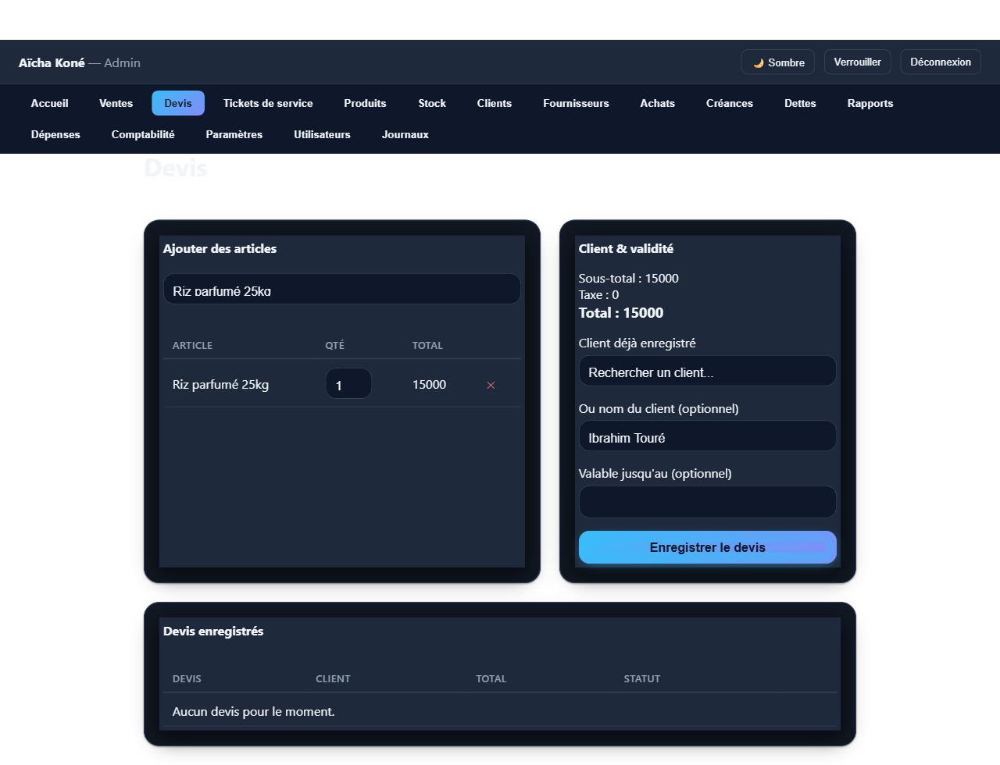 Aïcha Koné — Admin
🌙 Sombre
Verrouiller
Déconnexion
Accueil Ventes Devis Tickets de service Produits Stock Clients Fournisseurs Achats Créances Dettes Rapports
Dépenses Comptabilité Paramètres Utilisateurs Journaux
Devis
Ajouter des articles
Riz parfumé 25kg
ARTICLE QTÉ TOTAL
Riz parfumé 25kg 1 15000 ×
Client & validité
Sous-total : 15000
Taxe : 0
Total : 15000
Client déjà enregistré
Rechercher un client...
Ou nom du client (optionnel)
Ibrahim Touré
Valable jusqu'au (optionnel)
Enregistrer le devis
Devis enregistrés
DEVIS CLIENT TOTAL STATUT
Aucun devis pour le moment.